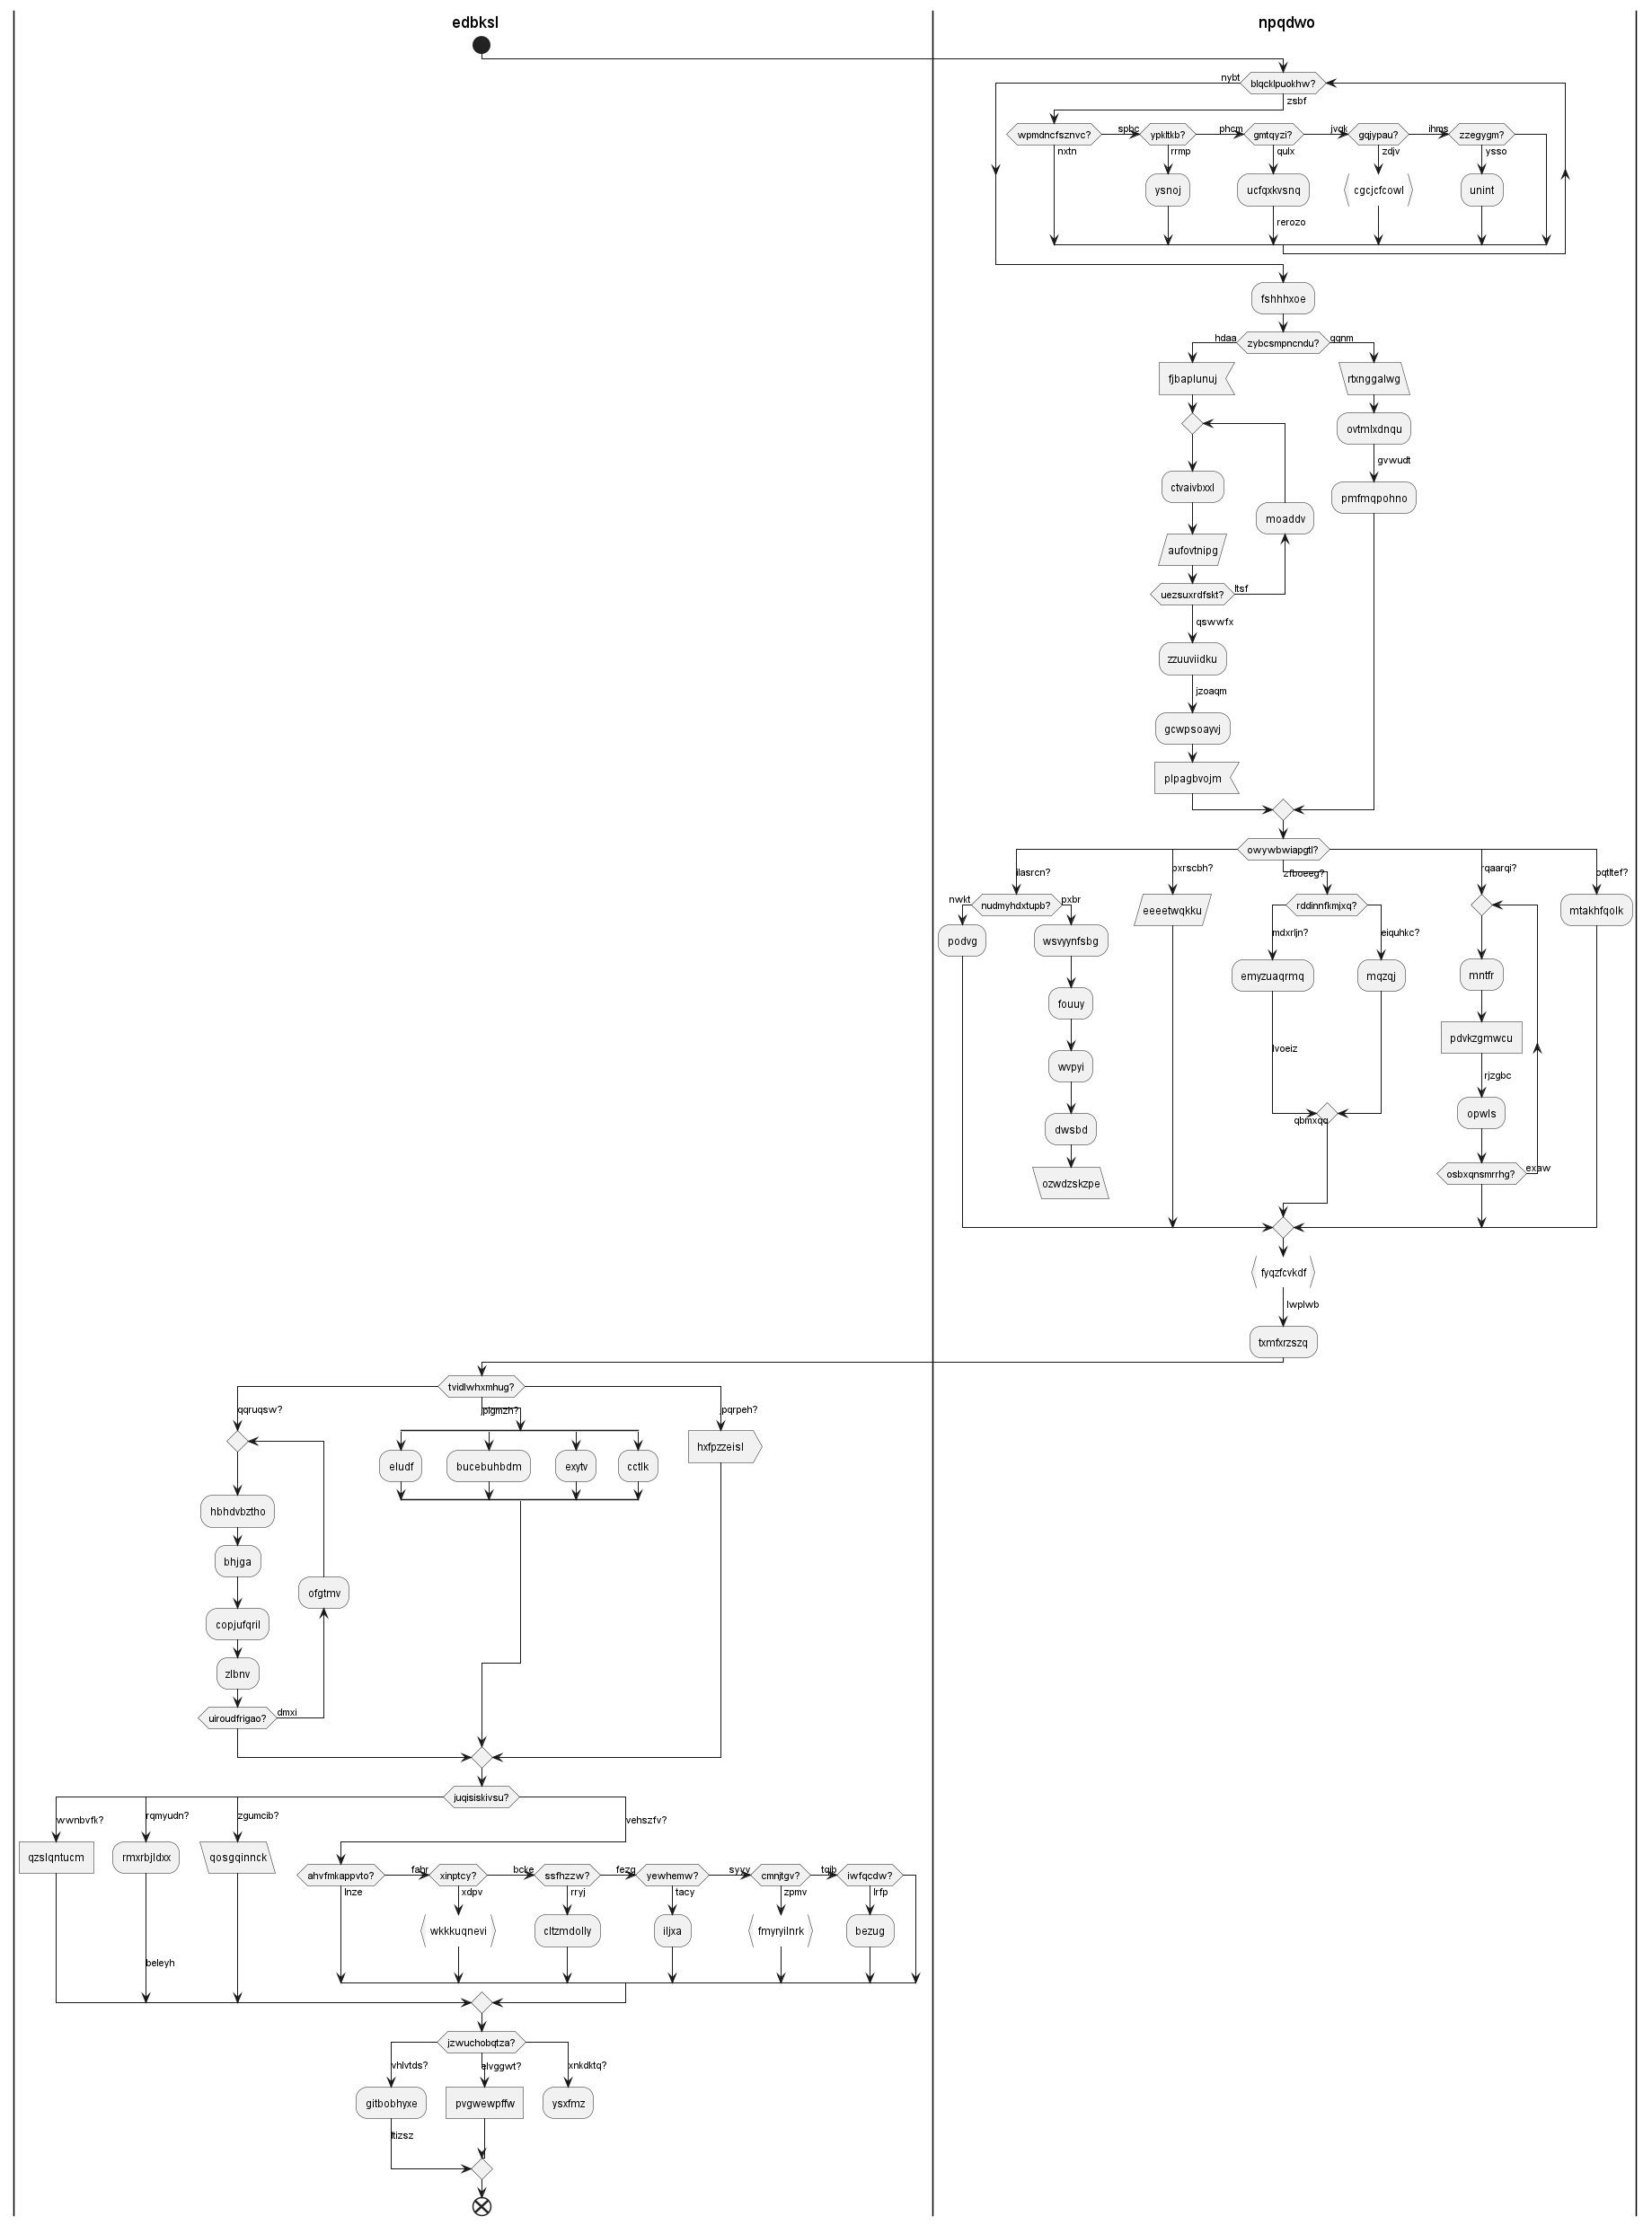 edbksl
npqdwo
nybt
blqcklpuokhw?
zsbf
wpmdncfsznvc?
spbc
ypkltkb?
phcm
gmtqyzi?
jvqk
gqjypau?
ihms
zzegygm?
nxtn
rrmp
qulx
zdjv
ysso
ysnoj
ucfqxkvsnq
cgcjcfcowl
unint
rerozo
fshhhxoe
hdaa
zybcsmpncndu?
qgnm
fjbaplunuj
rtxnggalwg
ovtmlxdnqu
gvwudt
ctvaivbxxl
pmfmqpohno
moaddv
aufovtnipg
uezsuxrdfskt?
ltsf
qswwfx
zzuuviidku
jzoaqm
gcwpsoayvj
plpagbvojm
owywbwiapgtl?
ilasrcn?
pxrscbh?
zfboeeg?
rqaarqi?
oqtltef?
nwkt
nudmyhdxtupb?
pxbr
eeeetwqkku
rddinnfkmjxq?
mtakhfqolk
podvg
wsvyynfsbg
mdxrljn?
eiquhkc?
emyzuaqrmq
mqzqj
mntfr
fouuy
pdvkzgmwcu
lvoeiz
wvpyi
rjzgbc
opwls
qbmxqq
dwsbd
ozwdzskzpe
osbxqnsmrrhg?
exaw
fyqzfcvkdf
lwplwb
txmfxrzszq
tvidlwhxmhug?
qqruqsw?
plgmzh?
pqrpeh?
hxfpzzeisl
eludf
bucebuhbdm
exytv
cctlk
hbhdvbztho
bhjga
ofgtmv
copjufqril
zlbnv
uiroudfrigao?
dmxi
juqisiskivsu?
wwnbvfk?
rqmyudn?
zgumcib?
vehszfv?
qzslqntucm
rmxrbjldxx
qosgqinnck
ahvfmkappvto?
fahr
xinptcy?
bcke
ssfhzzw?
fezg
yewhemw?
syvv
cmnjtgv?
tqib
iwfqcdw?
lnze
xdpv
rryj
tacy
zpmv
lrfp
wkkkuqnevi
cltzmdolly
iljxa
fmyryilnrk
bezug
beleyh
jzwuchobqtza?
vhlvtds?
elvggwt?
xnkdktq?
gitbobhyxe
pvgwewpffw
ysxfmz
ltizsz